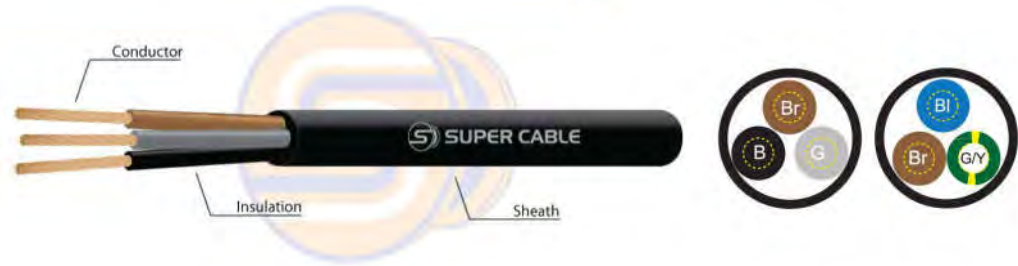 Conductor
SUPER CABLE
Insulation
Sheath
Br
B
G
Bl
Br
G/Y